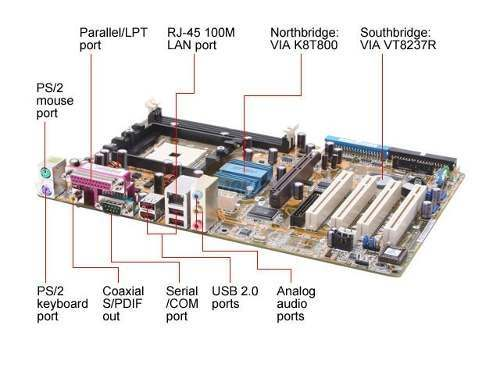 Parallel/LPT
port
RJ-45 100M
LAN port
Northbridge:
VIA K8T800
Southbridge:
VIA VT8237R
PS/2
mouse
port
PS/2
keyboard
port
Coaxial
S/PDIF
out
Serial
/COM
port
USB 2.0
ports
Analog
audio
ports